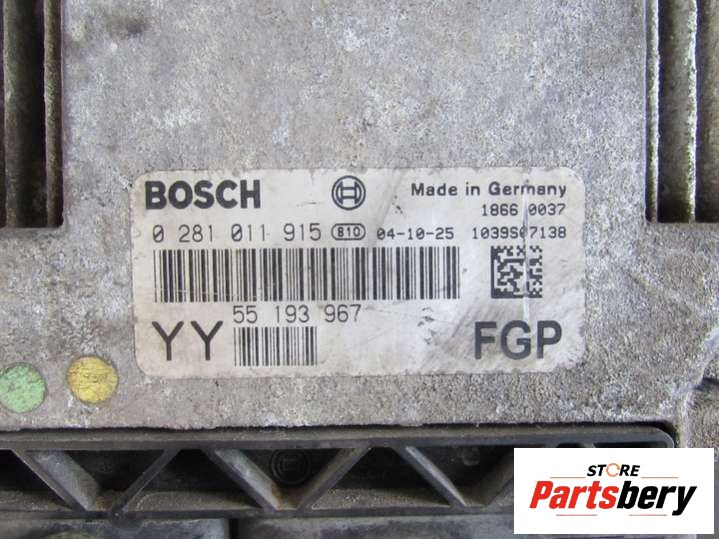 BOSCH Made in Germany
1866 0037
0 281 011 915 810 04-10-25 1039S07138
55 193 967
YY FGP
STORE
Partsbery